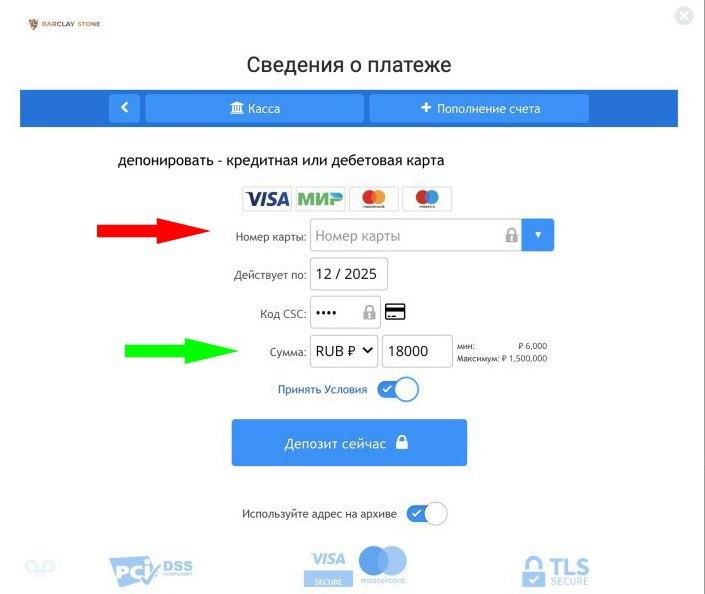 BARCLAY STONE
Сведения о платеже
Касса
Пополнение счета
депонировать - кредитная или дебетовая карта
VISA МИР mastercard maestro
Номер карты: Номер карты
Действует по: 12 / 2025
Код CSC: ••••
Сумма: RUB ₽ 18000 мин: ₽ 6,000
Максимум: ₽ 1,500,000
Принять Условия
Депозит сейчас
Используйте адрес на архиве
PCI DSS COMPLIANT
VISA SECURE
mastercard
TLS SECURE